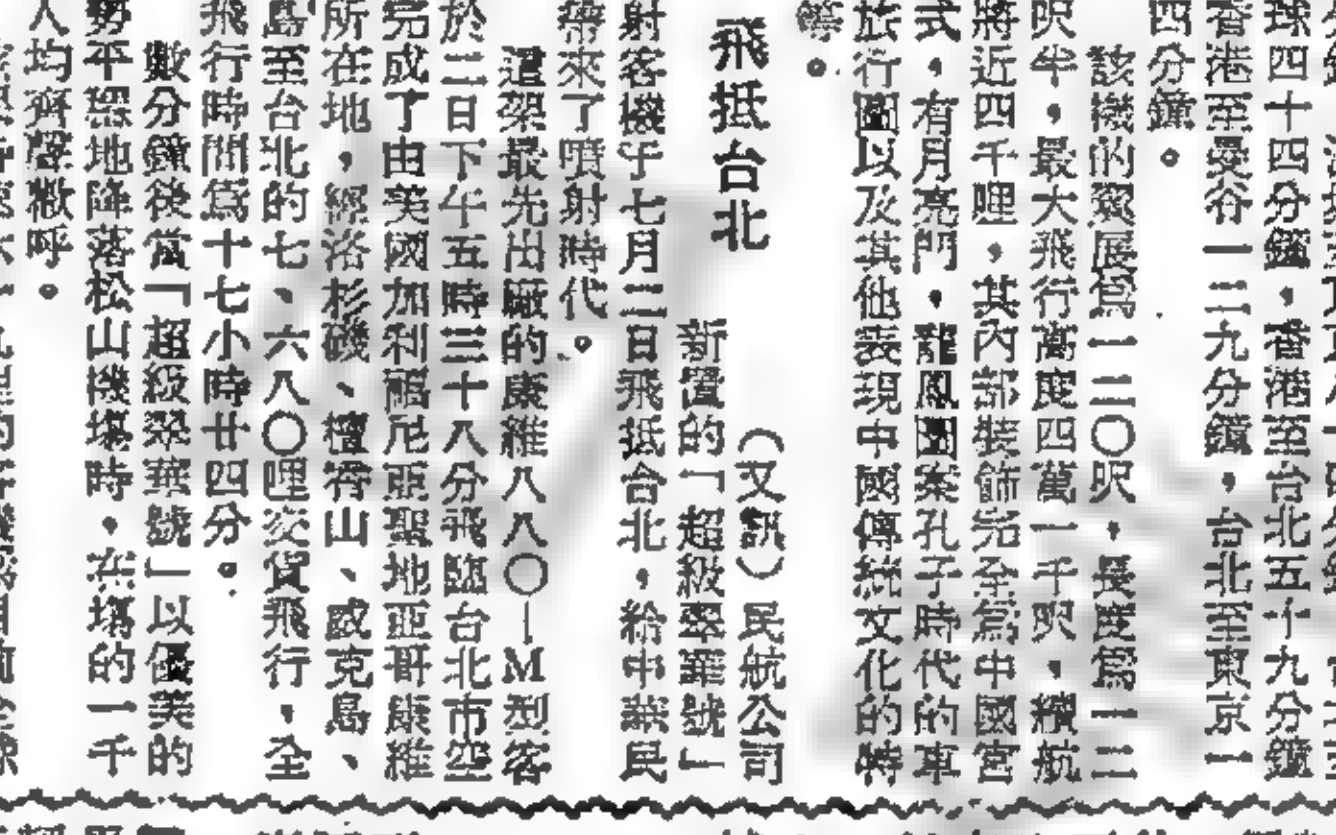 球四十四分鐘，香港至台北五十九分鐘
香港至曼谷一二九分鐘，台北至東京一
四分鐘。
該機的翼展為一二〇呎，長度為一二
呎半，最大飛行高度四萬一千呎，續航
將近四千哩，其內部裝飾完全為中國宮
式，有月亮門，龍鳳圖案孔子時代的車
旅行圖以及其他表現中國傳統文化的特
飛抵台北
（又訊）民航公司
新置的「超級翠華號」
射客機于七月二日飛抵台北，給中華民
帶來了噴射時代。
這架最先出廠的康維八八〇—M型客
於二日下午五時三十八分飛臨台北市空
完成了由美國加利福尼亞聖地亞哥康維
所在地，經洛杉磯、檀香山、威克島、
島至台北的七、六八〇哩交貨飛行，全
飛行時間為十七小時廿四分。
數分鐘後當「超級翠華號」以優美的
平穩地降落松山機場時，在場的一千
人均齊聲歡呼。